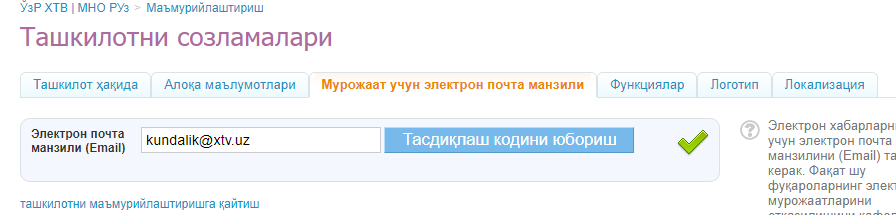 ЎзР ХТВ | МНО РУз > Маъмурийлаштириш
Ташкилотни созламалари
Ташкилот ҳақида
Алоқа маълумотлари
Мурожаат учун электрон почта манзили
Функциялар
Логотип
Локализация
Электрон почта
манзили (Email)
kundalik@xtv.uz
Тасдиқлаш кодини юбориш
ташкилотни маъмурийлаштиришга қайтиш
Электрон хабарларн
учун электрон почта
манзилини (Email) та
керак. Фақат шу
фуқароларнинг элект
мурожаатларини